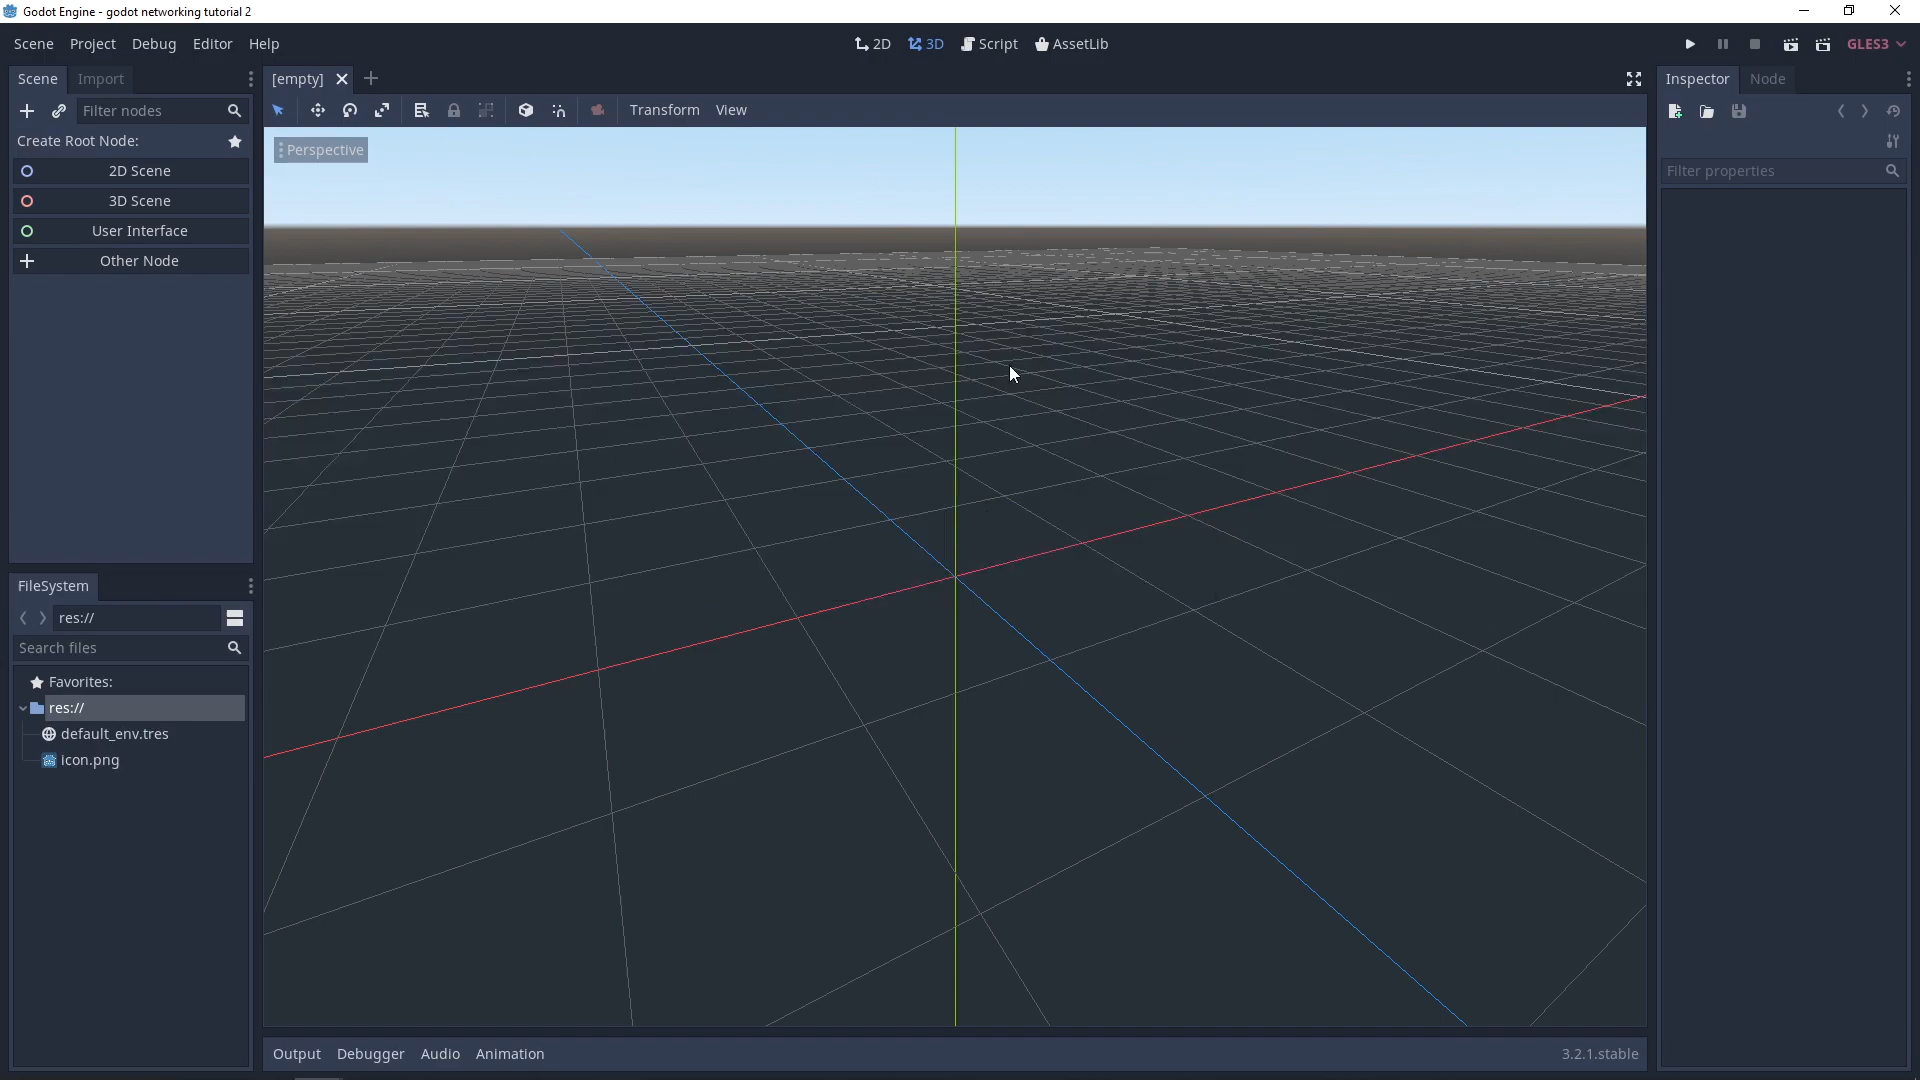 Godot Engine - godot networking tutorial 2
Scene Project Debug Editor Help
2D 3D Script AssetLib
GLES3
Scene Import
[empty]
Inspector Node
Filter nodes
Transform View
Create Root Node:
Perspective
2D Scene
3D Scene
User Interface
Other Node
Filter properties
FileSystem
res://
Search files
Favorites:
res://
default_env.tres
icon.png
Output Debugger Audio Animation
3.2.1.stable